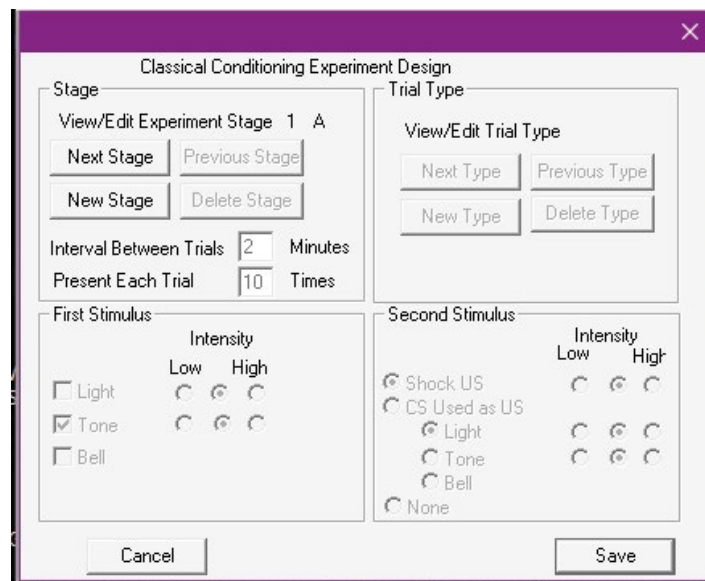 Classical Conditioning Experiment Design
Stage
View/Edit Experiment Stage 1 A
Next Stage Previous Stage
New Stage Delete Stage
Interval Between Trials 2 Minutes
Present Each Trial 10 Times
Trial Type
View/Edit Trial Type
Next Type Previous Type
New Type Delete Type
First Stimulus
Intensity
Low High
Light
Tone
Bell
Second Stimulus
Intensity
Low High
Shock US
CS Used as US
Light
Tone
Bell
None
Cancel Save